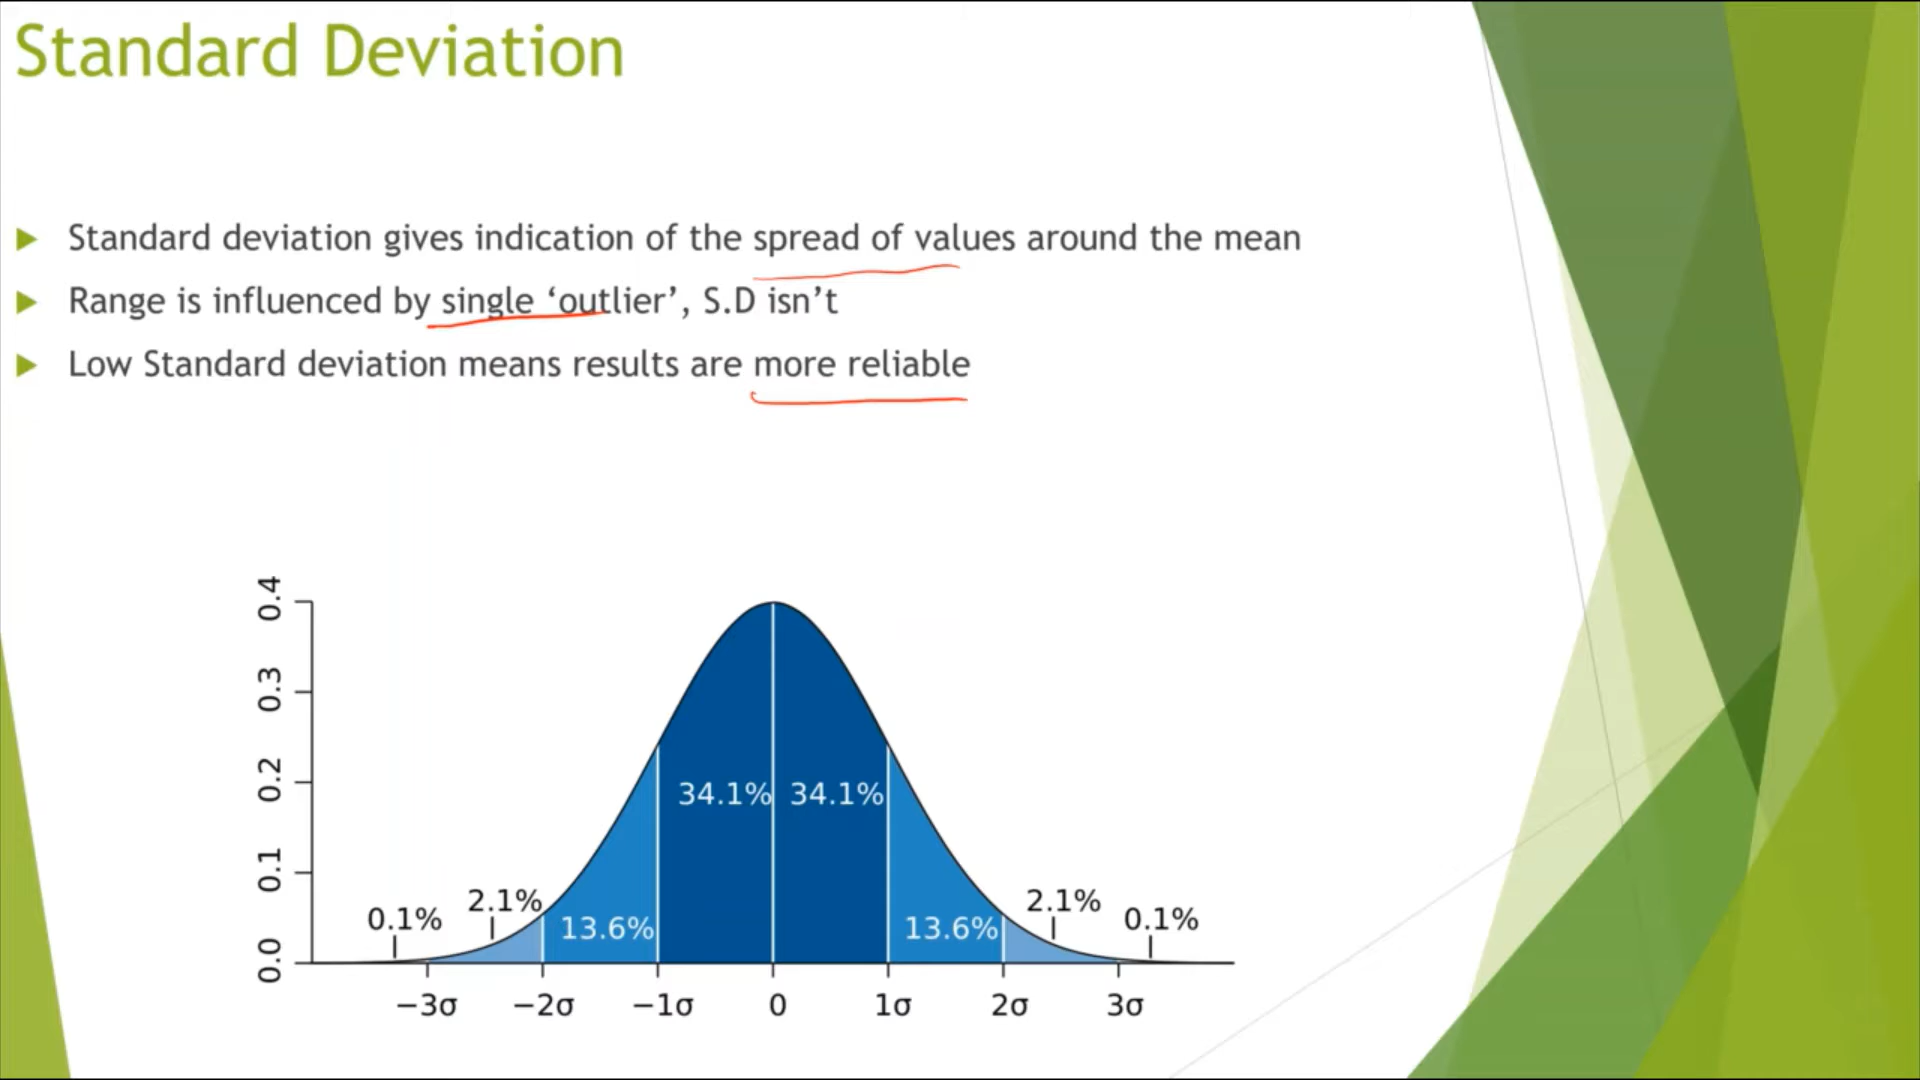 Standard Deviation
Standard deviation gives indication of the spread of values around the mean
Range is influenced by single ‘outlier’, S.D isn’t
Low Standard deviation means results are more reliable
0.4
0.3
0.2
0.1
0.0
34.1% 34.1%
0.1% 2.1% 13.6% 13.6% 2.1% 0.1%
−3σ −2σ −1σ 0 1σ 2σ 3σ